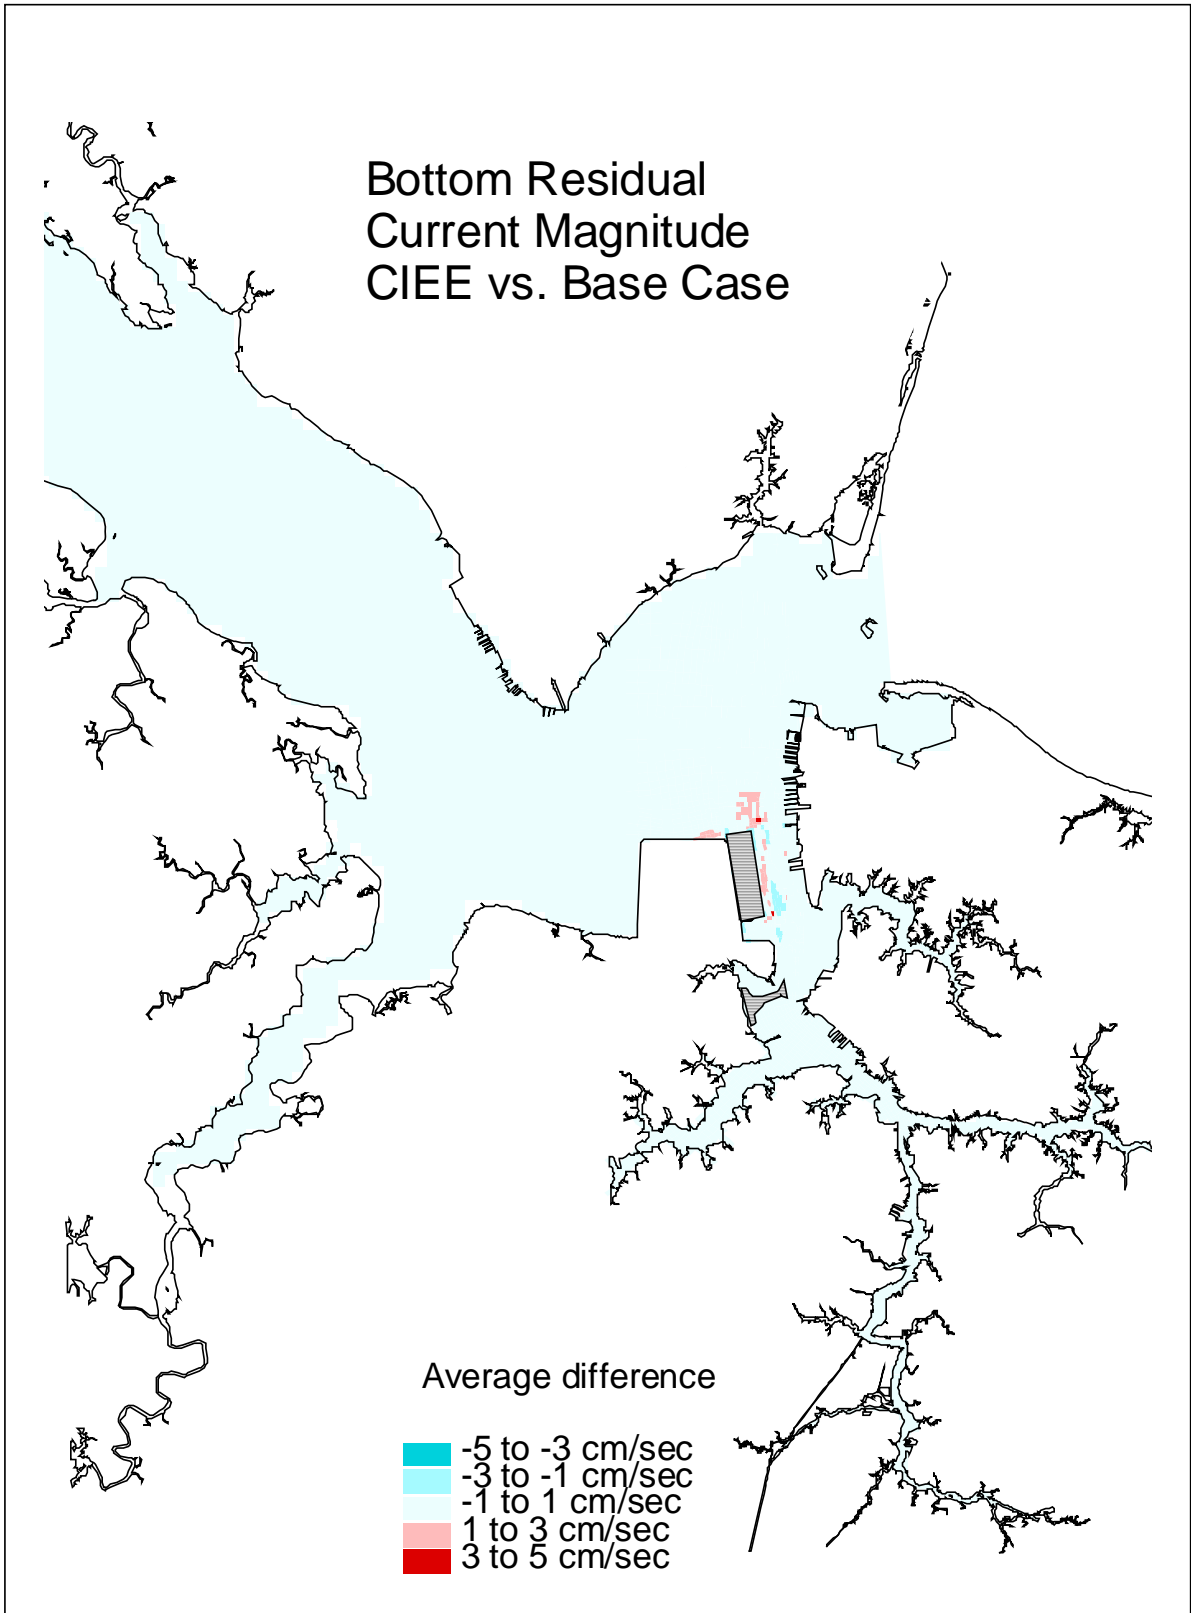 Bottom Residual
Current Magnitude
CIEE vs. Base Case
Average difference
-5 to -3 cm/sec
-3 to -1 cm/sec
-1 to 1 cm/sec
1 to 3 cm/sec
3 to 5 cm/sec